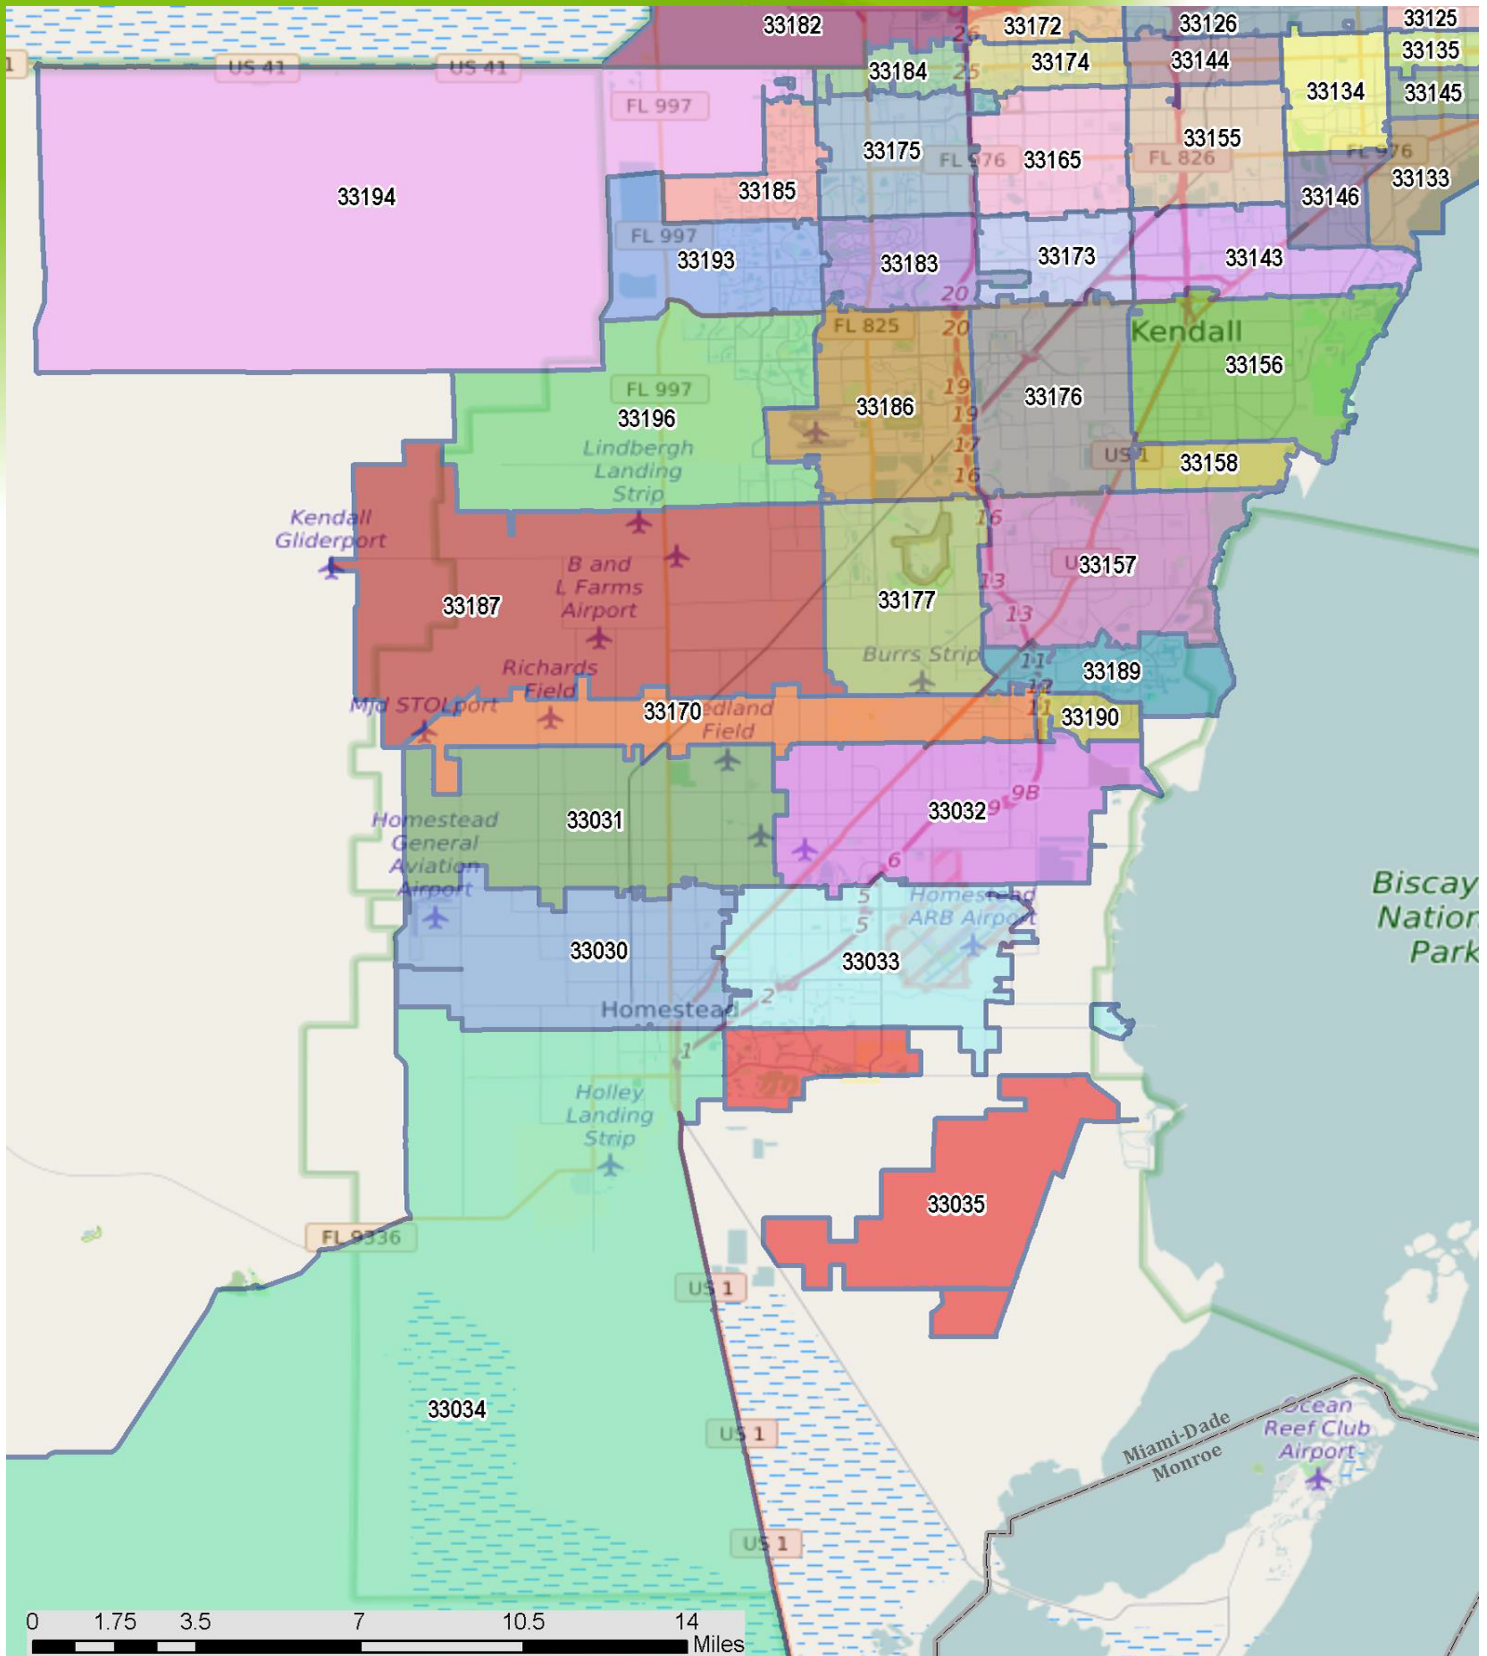 33182
33172
33126
33125
26
33184
25
33174
33144
33135
1
US 41
US 41
FL 997
33134
33145
33175
FL 976
33165
33155
FL 826
FL 976
33133
33194
33185
33146
FL 997
33193
33183
33173
33143
20
20
FL 825
Kendall
33156
FL 997
33196
33186
19
33176
19
Lindbergh
Landing
Strip
17
16
US 1
33158
Kendall
Gliderport
16
B and
L Farms
Airport
33187
33177
13
33157
13
Burrs Strip
11
33189
12
Richards
Field
Mjd STOLport
33170
edland
Field
11
33190
33031
33032
9
9B
Homestead
General
Aviation
Airport
6
5
5
Homestead
ARB Airport
Biscay
Nation
Park
33030
33033
2
Homestead
1
Holley
Landing
Strip
33035
FL 9336
US 1
33034
US 1
Miami-Dade
Monroe
Ocean
Reef Club
Airport
US 1
0 1.75 3.5 7 10.5 14
Miles